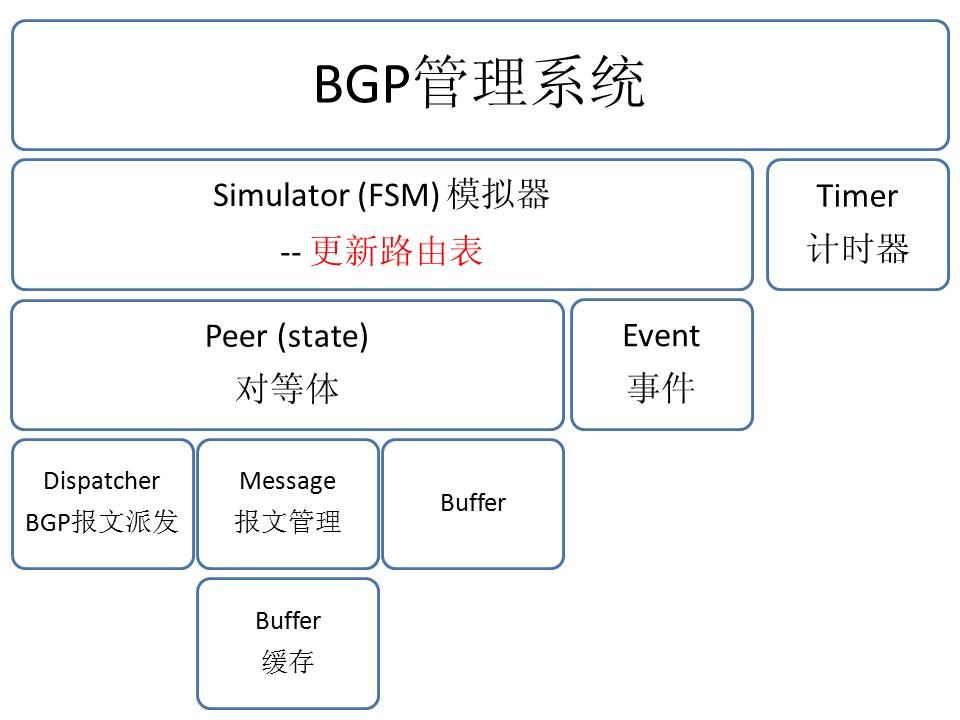 BGP管理系统
Simulator (FSM) 模拟器
-- 更新路由表
Timer
计时器
Peer (state)
对等体
Event
事件
Dispatcher
BGP报文派发
Message
报文管理
Buffer
Buffer
缓存